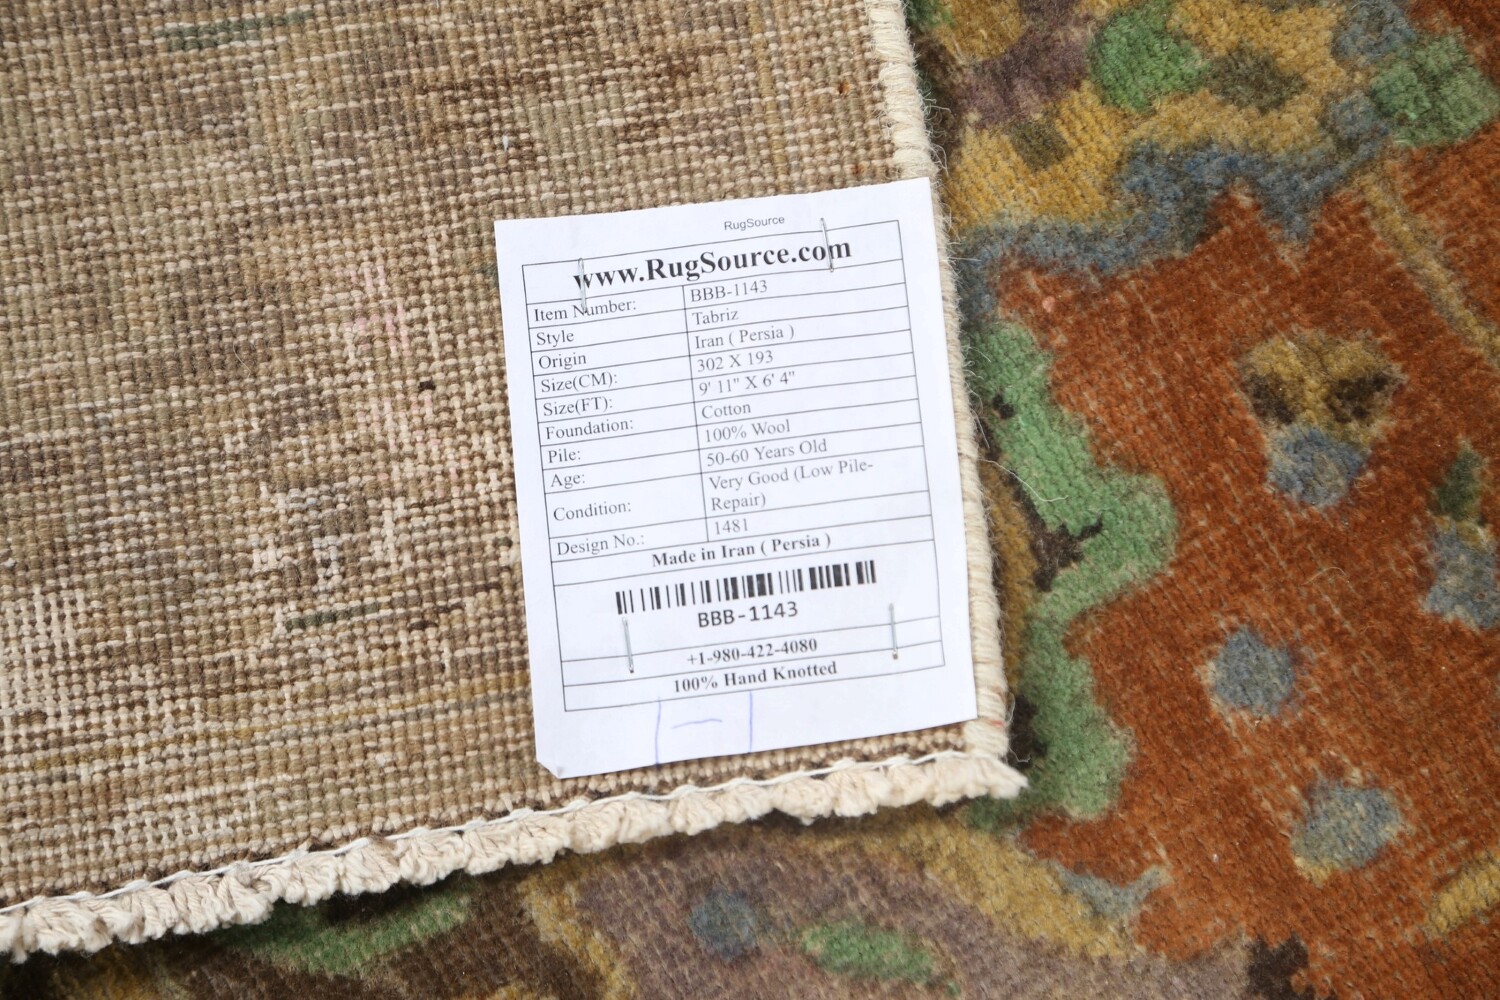 RugSource
www.RugSource.com
Item Number: BBB-1143
Style Tabriz
Origin Iran ( Persia )
Size(CM): 302 X 193
Size(FT): 9' 11" X 6' 4"
Foundation: Cotton
Pile: 100% Wool
Age: 50-60 Years Old
Condition: Very Good (Low Pile-
Repair)
Design No.: 1481
Made in Iran ( Persia )
BBB-1143
+1-980-422-4080
100% Hand Knotted